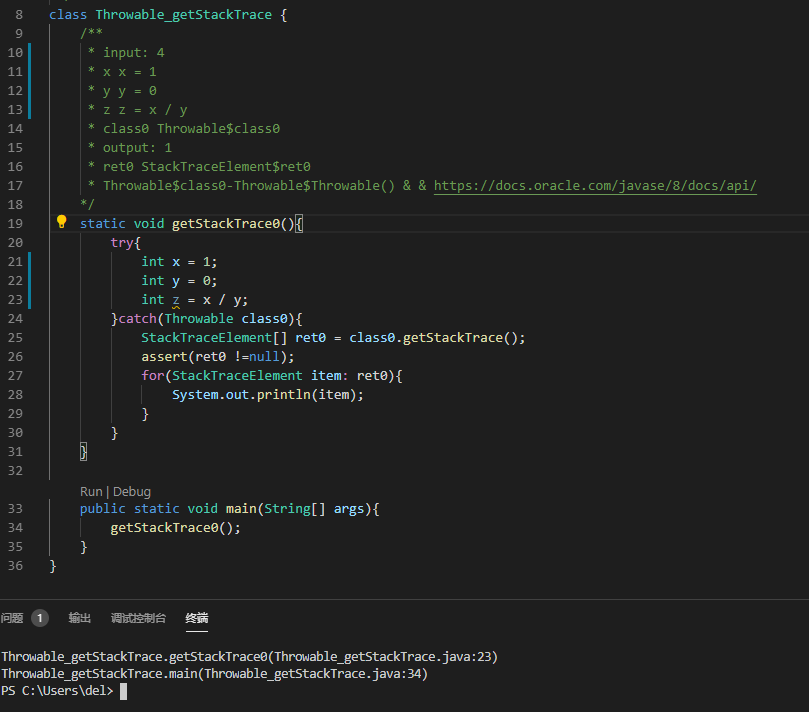 8 class Throwable_getStackTrace {
9 /**
10 * input: 4
11 * x x = 1
12 * y y = 0
13 * z z = x / y
14 * class0 Throwable$class0
15 * output: 1
16 * ret0 StackTraceElement$ret0
17 * Throwable$class0-Throwable$Throwable() & & https://docs.oracle.com/javase/8/docs/api/
18 */
19 static void getStackTrace0(){
20 try{
21 int x = 1;
22 int y = 0;
23 int z = x / y;
24 }catch(Throwable class0){
25 StackTraceElement[] ret0 = class0.getStackTrace();
26 assert(ret0 !=null);
27 for(StackTraceElement item: ret0){
28 System.out.println(item);
29 }
30 }
31 }
32
Run | Debug
33 public static void main(String[] args){
34 getStackTrace0();
35 }
36 }
问题 1 输出 调试控制台 终端
Throwable_getStackTrace.getStackTrace0(Throwable_getStackTrace.java:23)
Throwable_getStackTrace.main(Throwable_getStackTrace.java:34)
PS C:\Users\del>